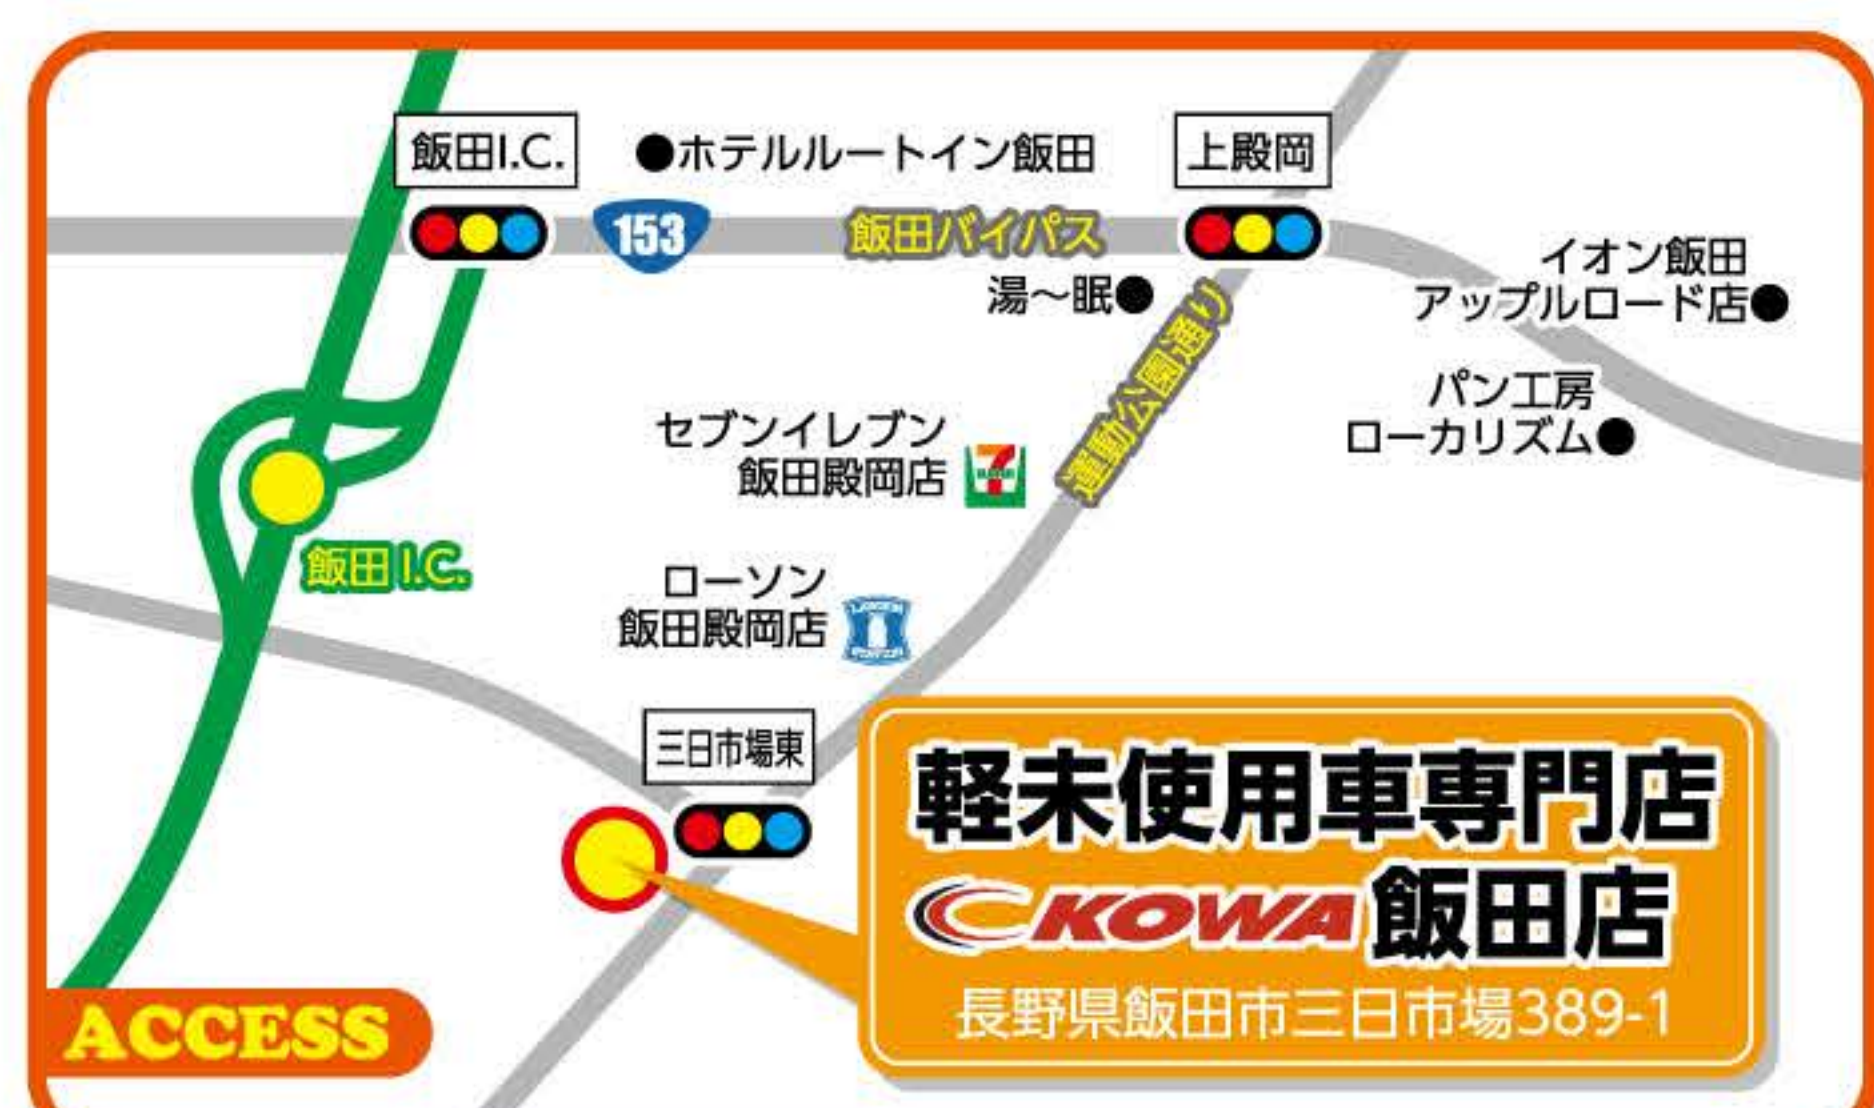 飯田I.C.
●ホテルルートイン飯田
上殿岡
153
飯田バイパス
湯～眠●
イオン飯田
アップルロード店●
運動公園通り
パン工房
ローカリズム●
セブンイレブン
飯田殿岡店
7
飯田I.C.
ローソン
飯田殿岡店
三日市場東
軽未使用車専門店
KOWA 飯田店
長野県飯田市三日市場389-1
ACCESS